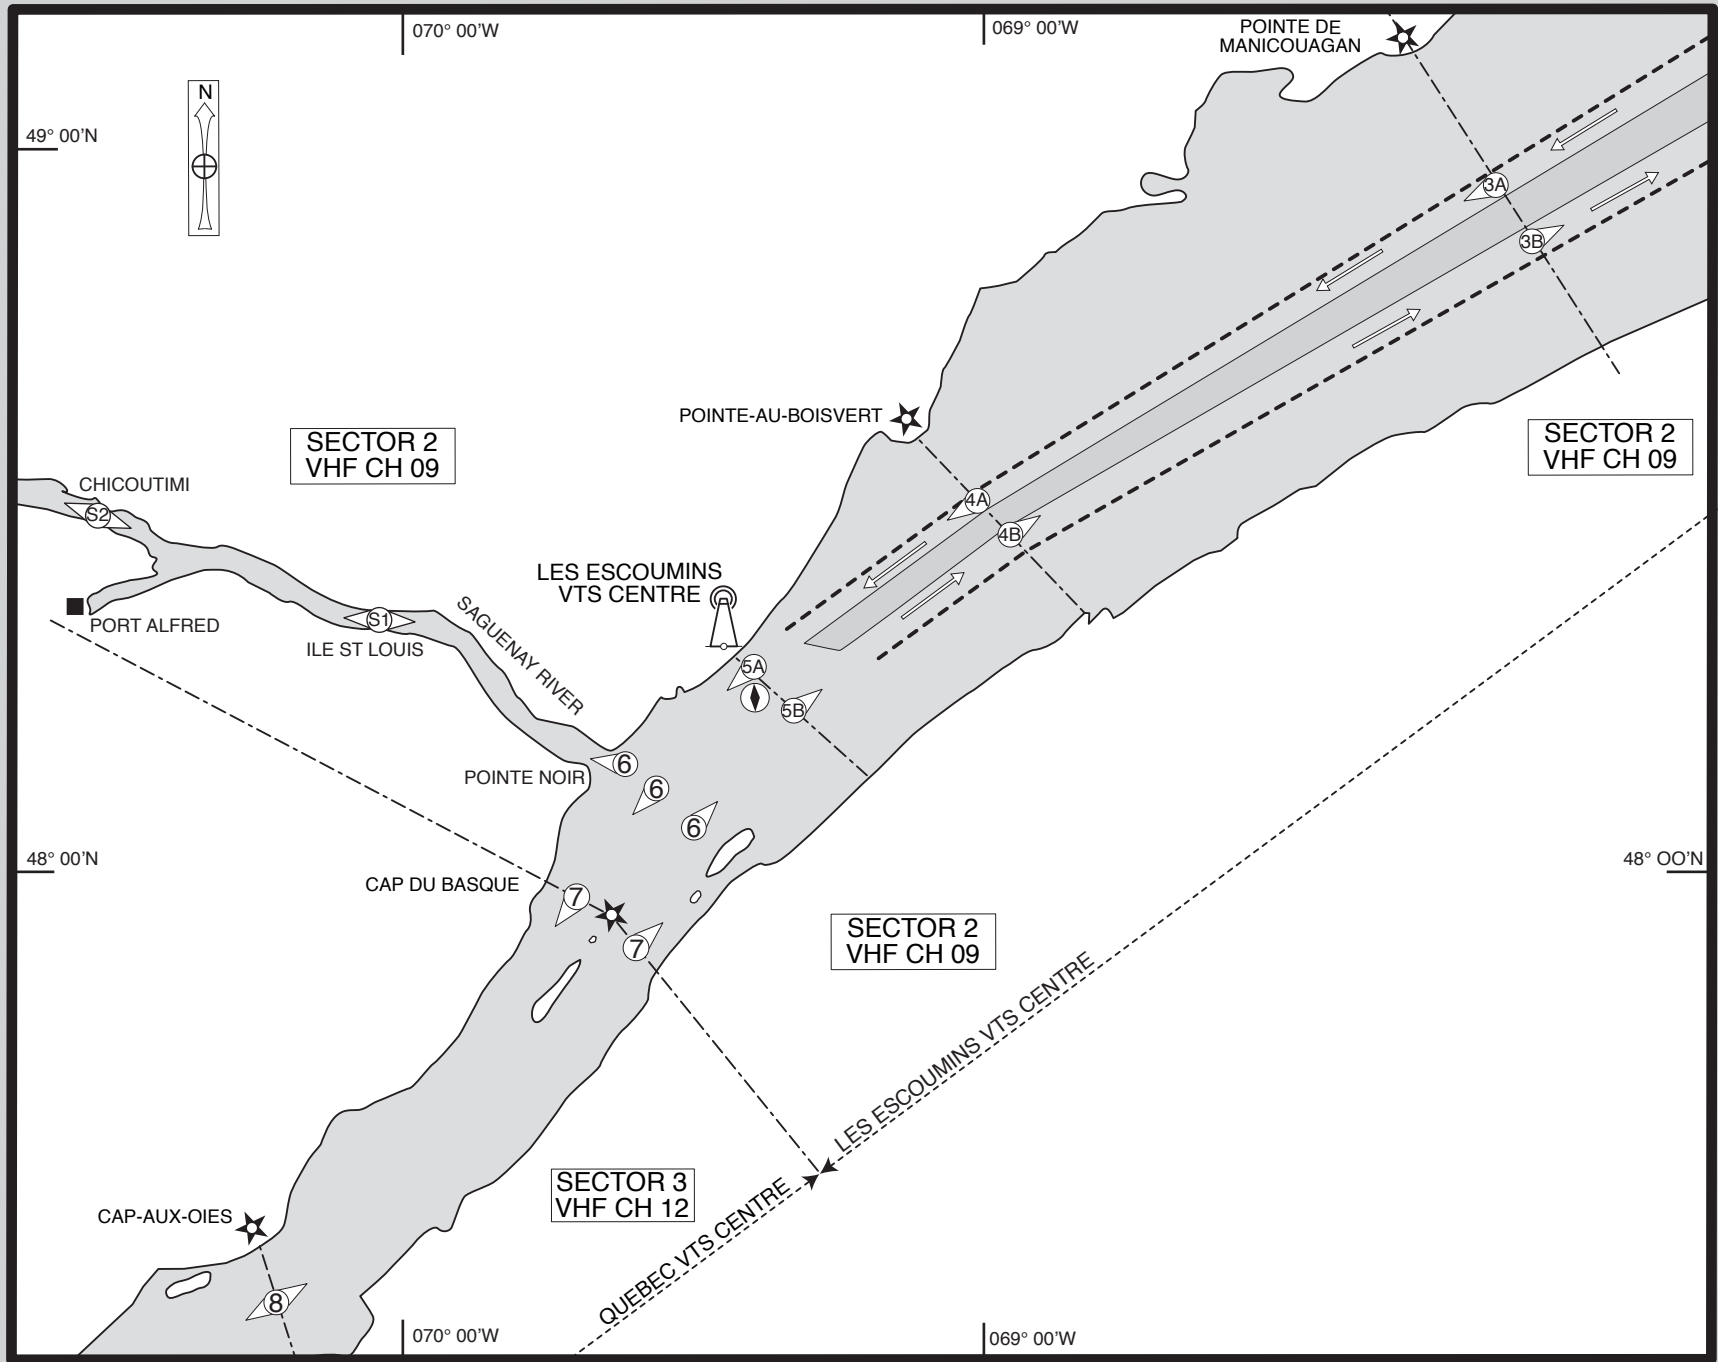 070° 00'W
069° 00'W
POINTE DE
MANICOUAGAN
N
49° 00'N
3A
3B
POINTE-AU-BOISVERT
SECTOR 2
VHF CH 09
SECTOR 2
VHF CH 09
CHICOUTIMI
S2
4A
4B
LES ESCOUMINS
VTS CENTRE
SAGUENAY RIVER
PORT ALFRED
S1
ILE ST LOUIS
5A
5B
6
POINTE NOIR
6
6
48° 00'N
48° OO'N
CAP DU BASQUE
7
7
SECTOR 2
VHF CH 09
LES ESCOUMINS VTS CENTRE
SECTOR 3
VHF CH 12
QUEBEC VTS CENTRE
CAP-AUX-OIES
8
070° 00'W
069° 00'W